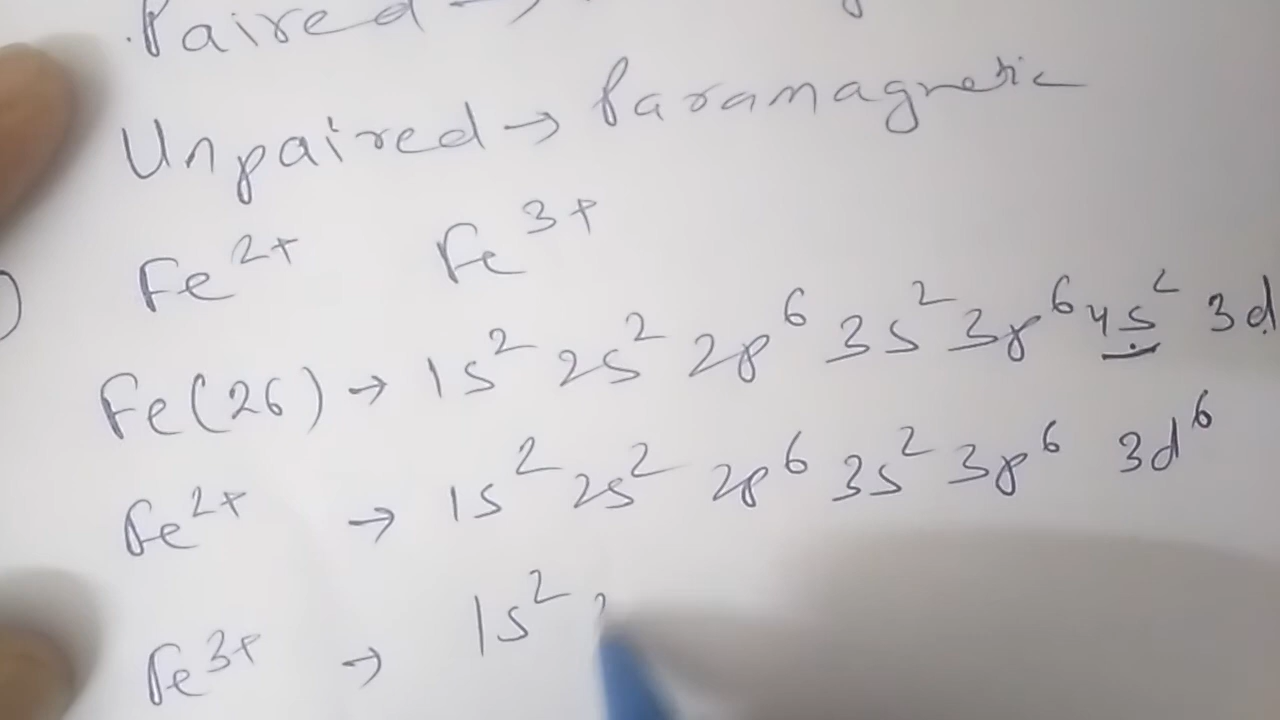 Paired →
Unpaired → Paramagnetic
) Fe²⁺ Fe³⁺
Fe(26) → 1s² 2s² 2p⁶ 3s² 3p⁶ 4s² 3d
Fe²⁺ → 1s² 2s² 2p⁶ 3s² 3p⁶ 3d⁶
Fe³⁺ → 1s²